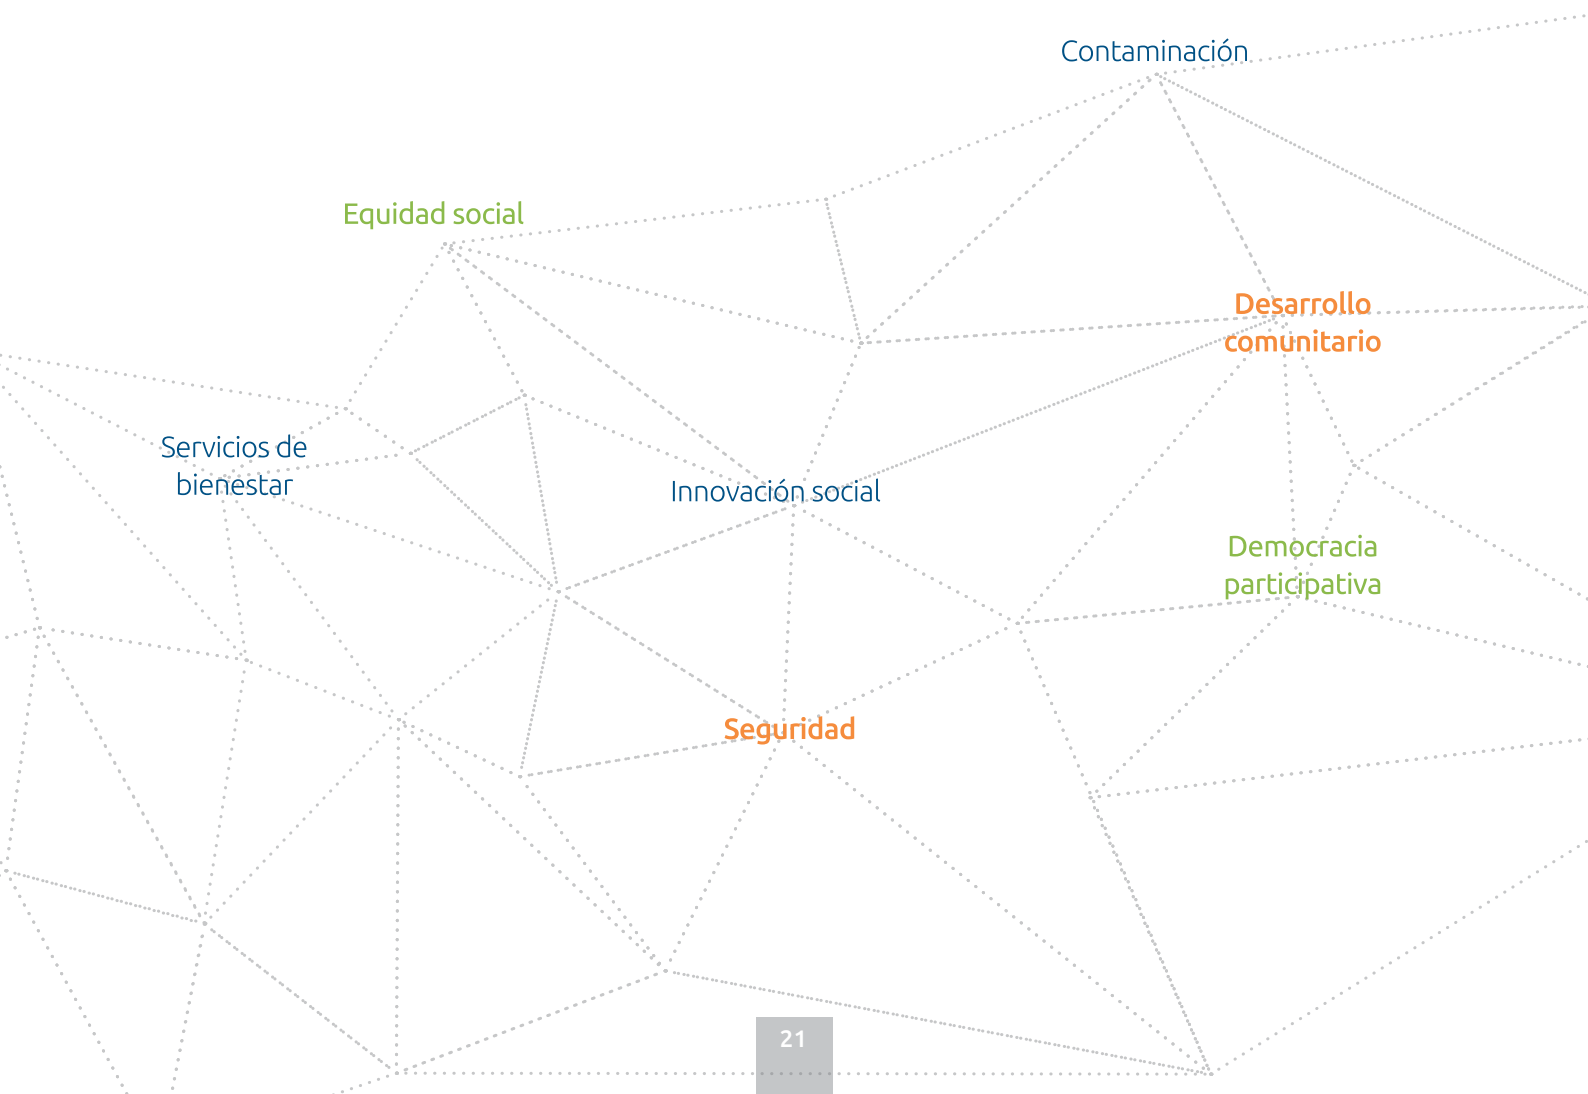 Contaminación
Equidad social
Desarrollo
comunitario
Servicios de
bienestar
Innovación social
Democracia
participativa
Seguridad
21